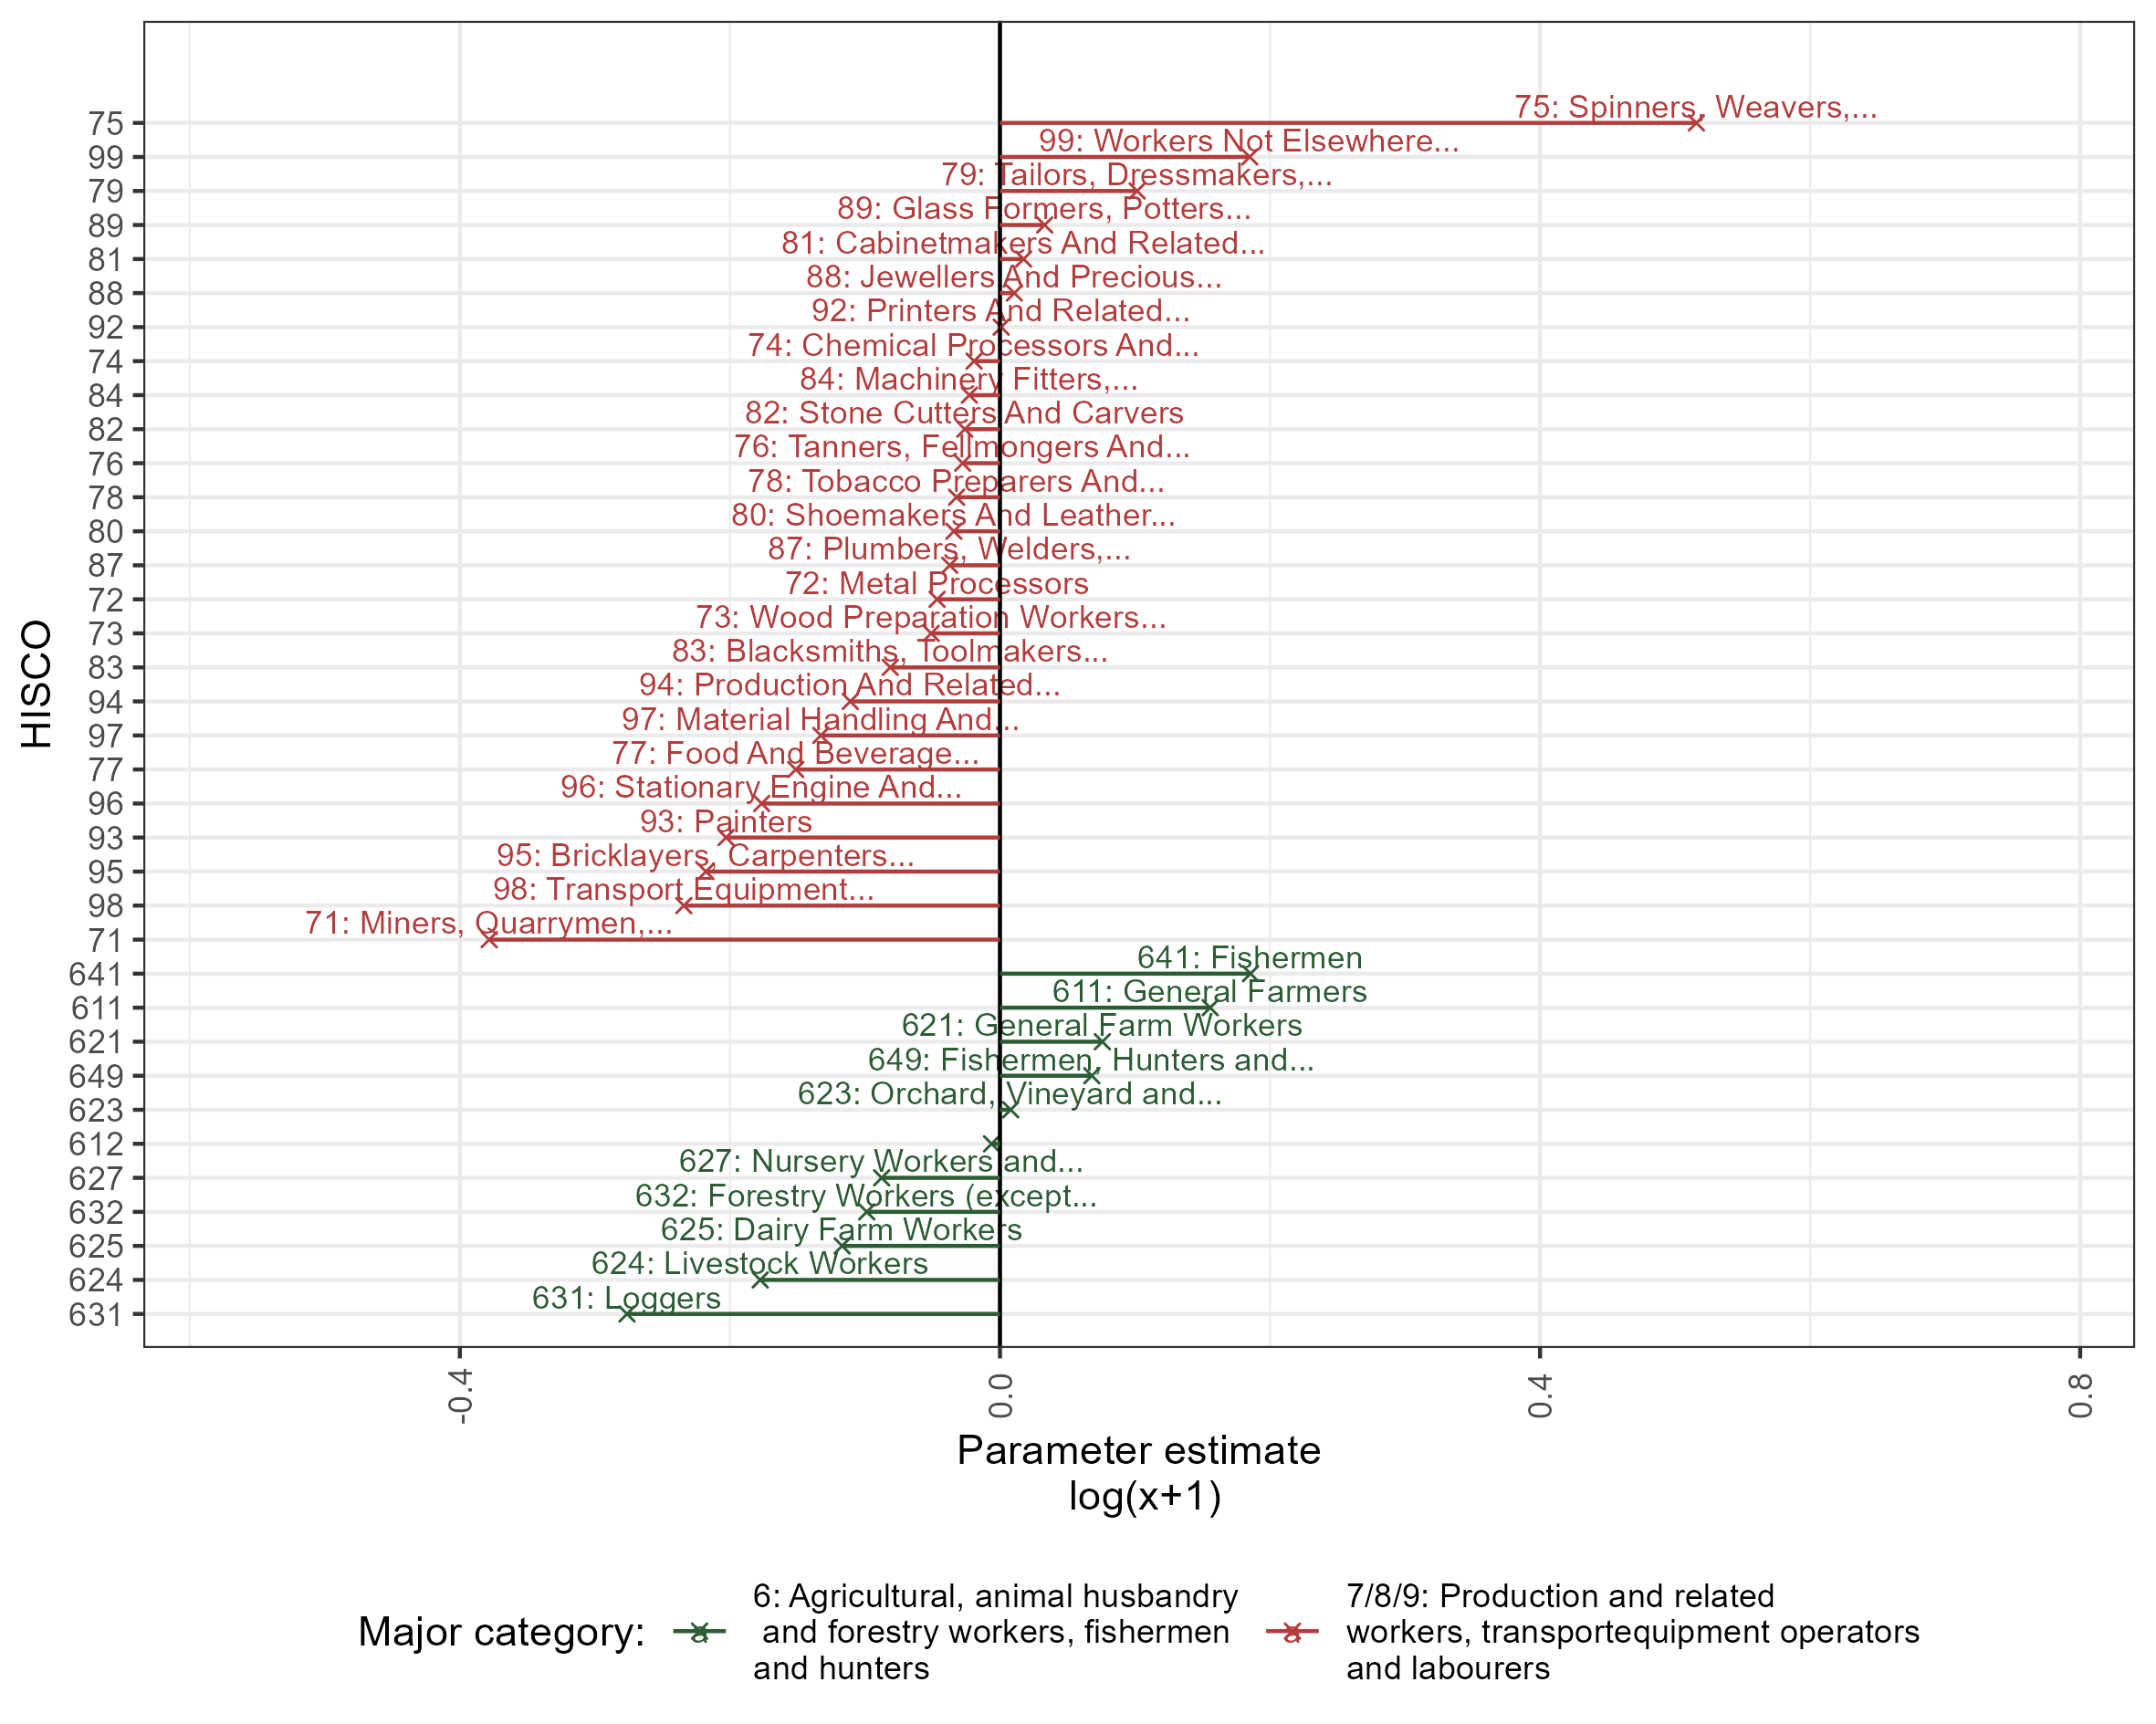 75: Spinners, Weavers,...
75
99: Workers Not Elsewhere...
99
79: Tailors, Dressmakers,...
79
89: Glass Formers, Potters...
89
81: Cabinetmakers And Related...
81
88: Jewellers And Precious...
88
92: Printers And Related...
92
74: Chemical Processors And...
74
84: Machinery Fitters,...
84
82: Stone Cutters And Carvers
82
76: Tanners, Fellmongers And...
76
78: Tobacco Preparers And...
78
80: Shoemakers And Leather...
80
87: Plumbers, Welders,...
87
72: Metal Processors
72
73: Wood Preparation Workers...
73
83: Blacksmiths, Toolmakers...
83
94: Production And Related...
94
97: Material Handling And...
97
77: Food And Beverage...
77
96: Stationary Engine And...
96
93: Painters
93
95: Bricklayers, Carpenters...
95
98: Transport Equipment...
98
71: Miners, Quarrymen,...
71
641: Fishermen
641
611: General Farmers
611
621: General Farm Workers
621
649: Fishermen, Hunters and...
649
623: Orchard, Vineyard and...
623
612
627: Nursery Workers and...
627
632: Forestry Workers (except...
632
625: Dairy Farm Workers
625
624: Livestock Workers
624
631: Loggers
631
HISCO
-0.4
0.0
0.4
0.8
Parameter estimate
log(x+1)
Major category:
a
6: Agricultural, animal husbandry
and forestry workers, fishermen
and hunters
a
7/8/9: Production and related
workers, transportequipment operators
and labourers